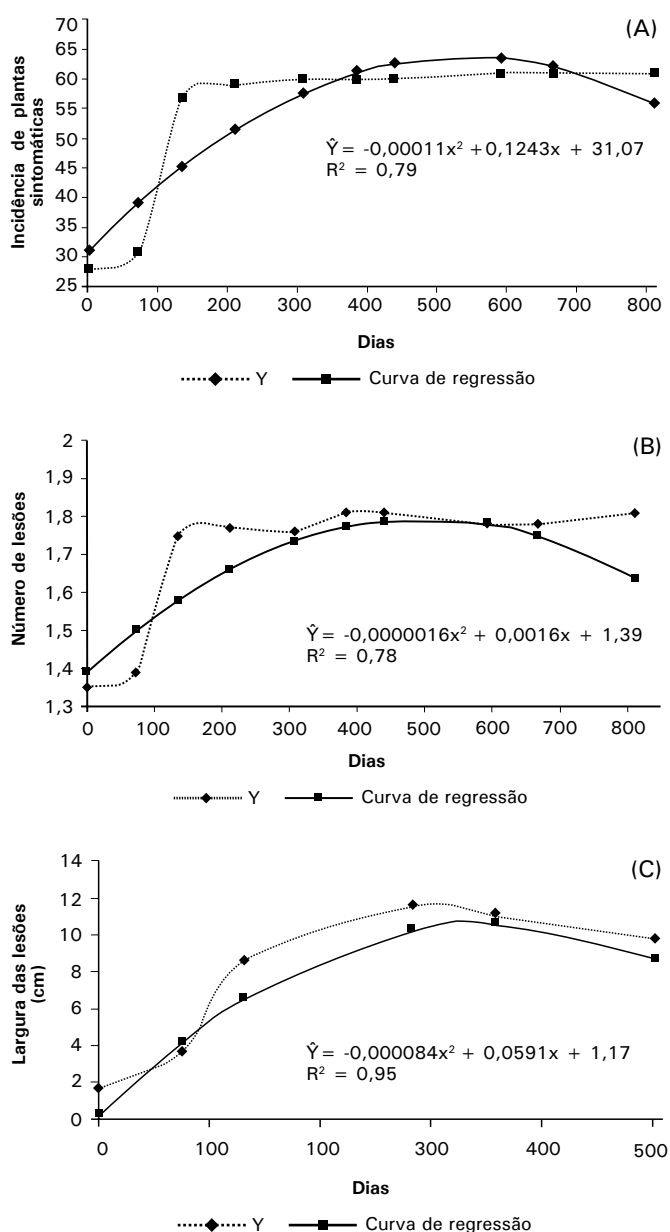 (A)
Incidência de plantas
sintomáticas
70
65
60
55
50
45
40
35
30
25
Ŷ = -0,00011x² + 0,1243x + 31,07
R² = 0,79
0 100 200 300 400 500 600 700 800
Dias
Y Curva de regressão
(B)
Número de lesões
2
1,9
1,8
1,7
1,6
1,5
1,4
1,3
Ŷ = -0,0000016x² + 0,0016x + 1,39
R² = 0,78
0 100 200 300 400 500 600 700 800
Dias
Y Curva de regressão
(C)
Largura das lesões
(cm)
14
12
10
8
6
4
2
0
Ŷ = -0,000084x² + 0,0591x + 1,17
R² = 0,95
0 100 100 300 400 500
Dias
Y Curva de regressão